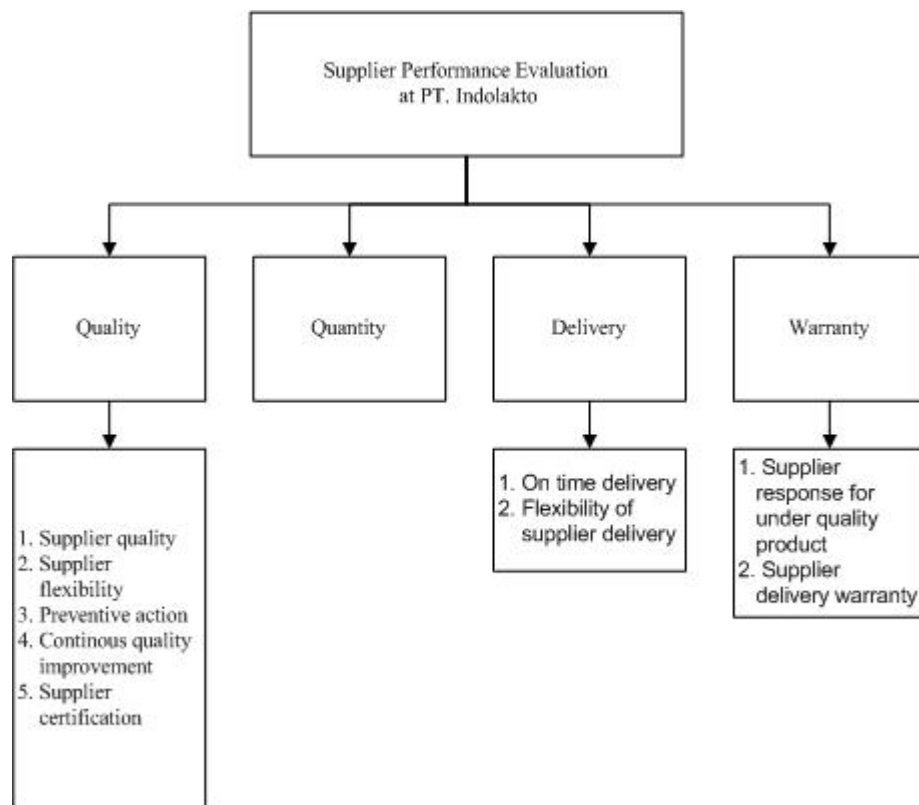 Supplier Performance Evaluation
at PT. Indolakto
Quality
Quantity
Delivery
Warranty
1. Supplier quality
2. Supplier
flexibility
3. Preventive action
4. Continous quality
improvement
5. Supplier
certification
1. On time delivery
2. Flexibility of
supplier delivery
1. Supplier
response for
under quality
product
2. Supplier
delivery warranty